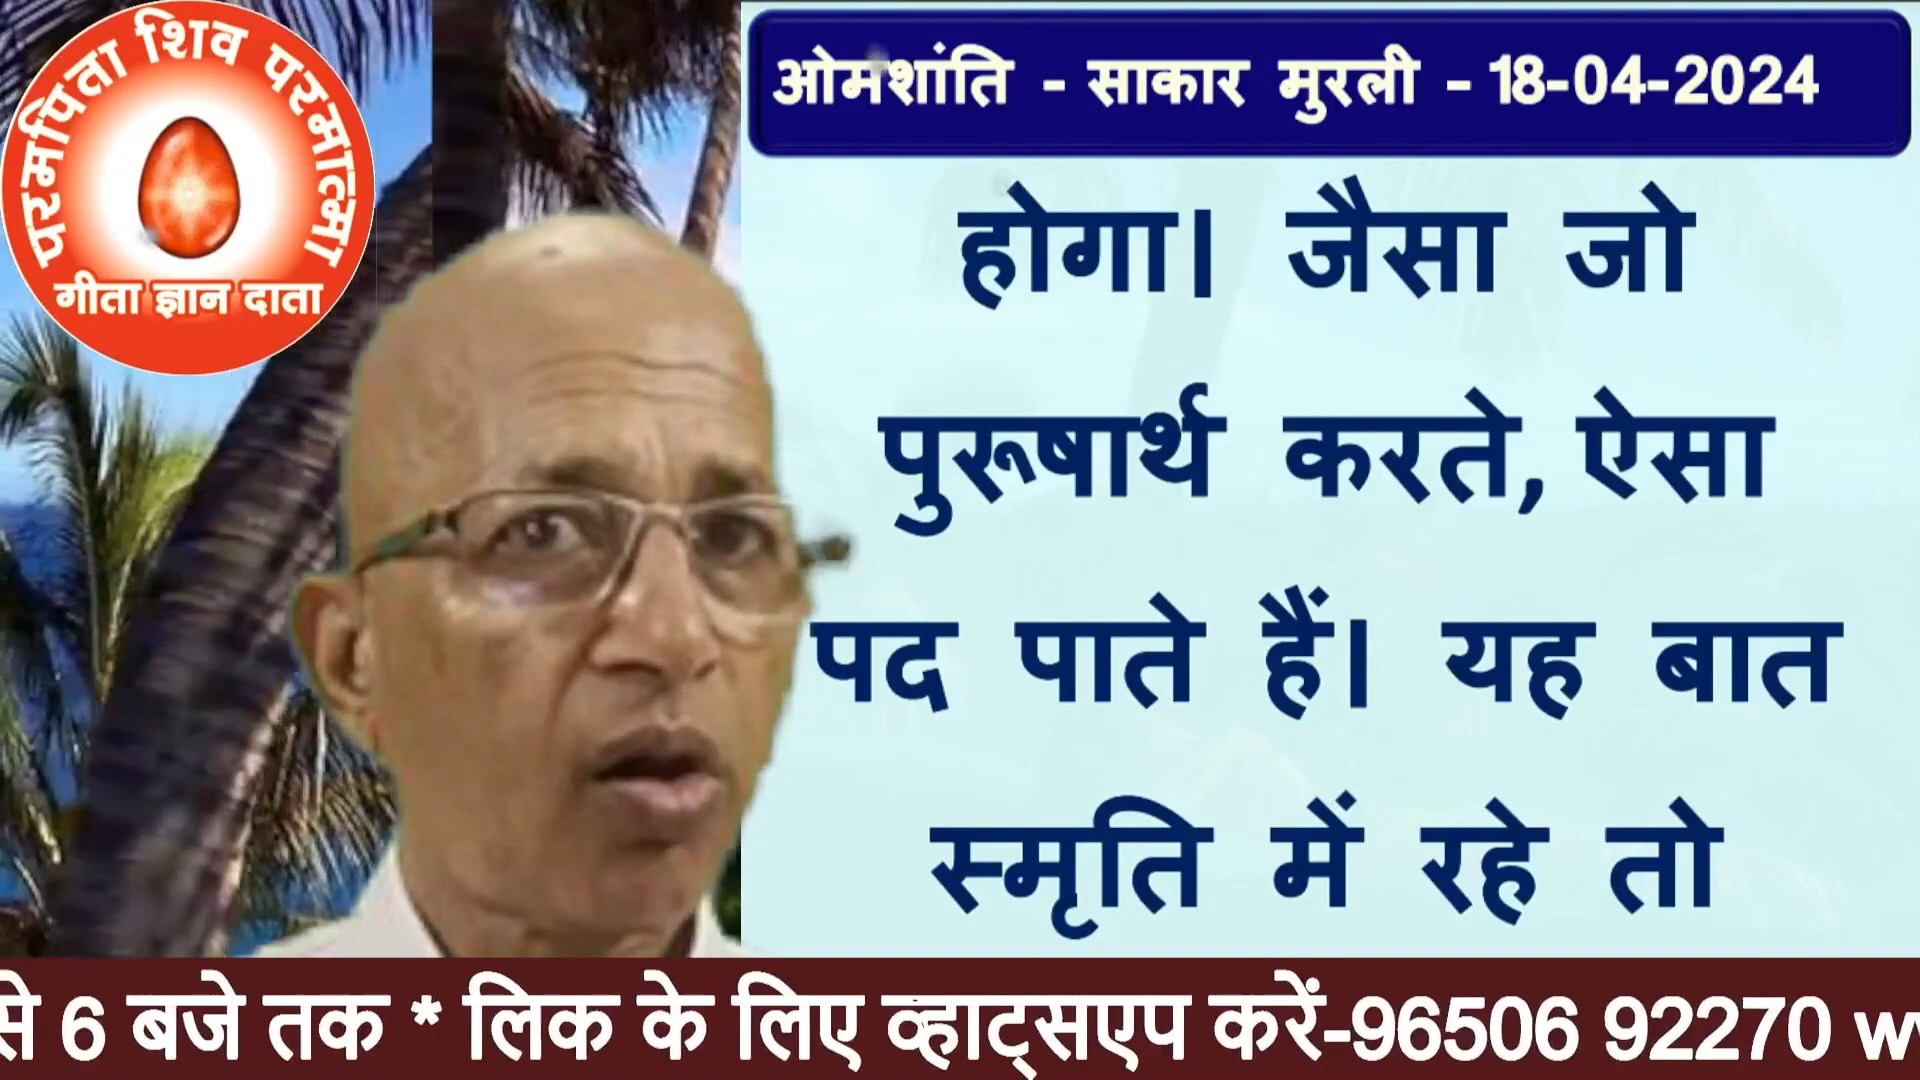 परमपिता शिव परमात्मा
गीता ज्ञान दाता
ओमशांति - साकार मुरली - 18-04-2024
होगा। जैसा जो
पुरूषार्थ करते, ऐसा
पद पाते हैं। यह बात
स्मृति में रहे तो
से 6 बजे तक * लिंक के लिए व्हाट्सएप करें-96506 92270